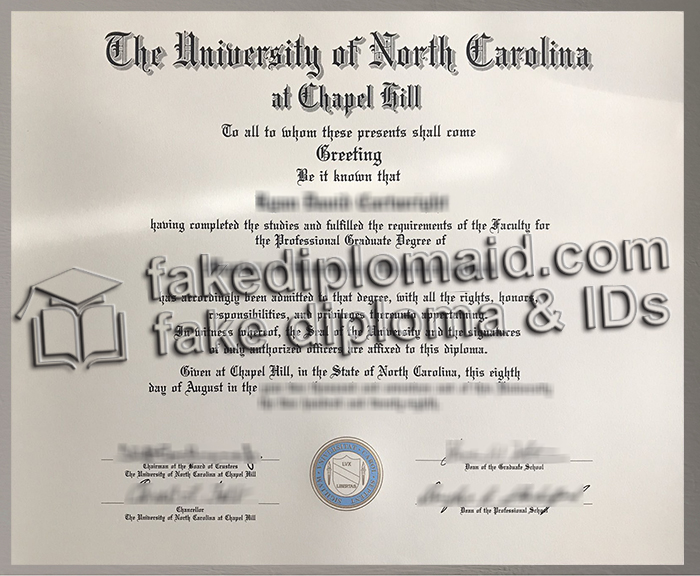 The University of North Carolina
at Chapel Hill
To all to whom these presents shall come
Greeting
Be it known that
having completed the studies and fulfilled the requirements of the Faculty for
the Professional Graduate Degree of
fakediplomaid.com
has accordingly been admitted to that degree, with all the rights, honors,
responsibilities, and privileges thereunto appertaining.
fake diploma & IDs
In witness whereof, the Seal of the University and the signatures
of duly authorized officers are affixed to this diploma.
Given at Chapel Hill, in the State of North Carolina, this eighth
day of August in the
Chairman of the Board of Trustees
The University of North Carolina at Chapel Hill
Dean of the Graduate School
LUX
LIBERTAS
Chancellor
The University of North Carolina at Chapel Hill
Dean of the Professional School